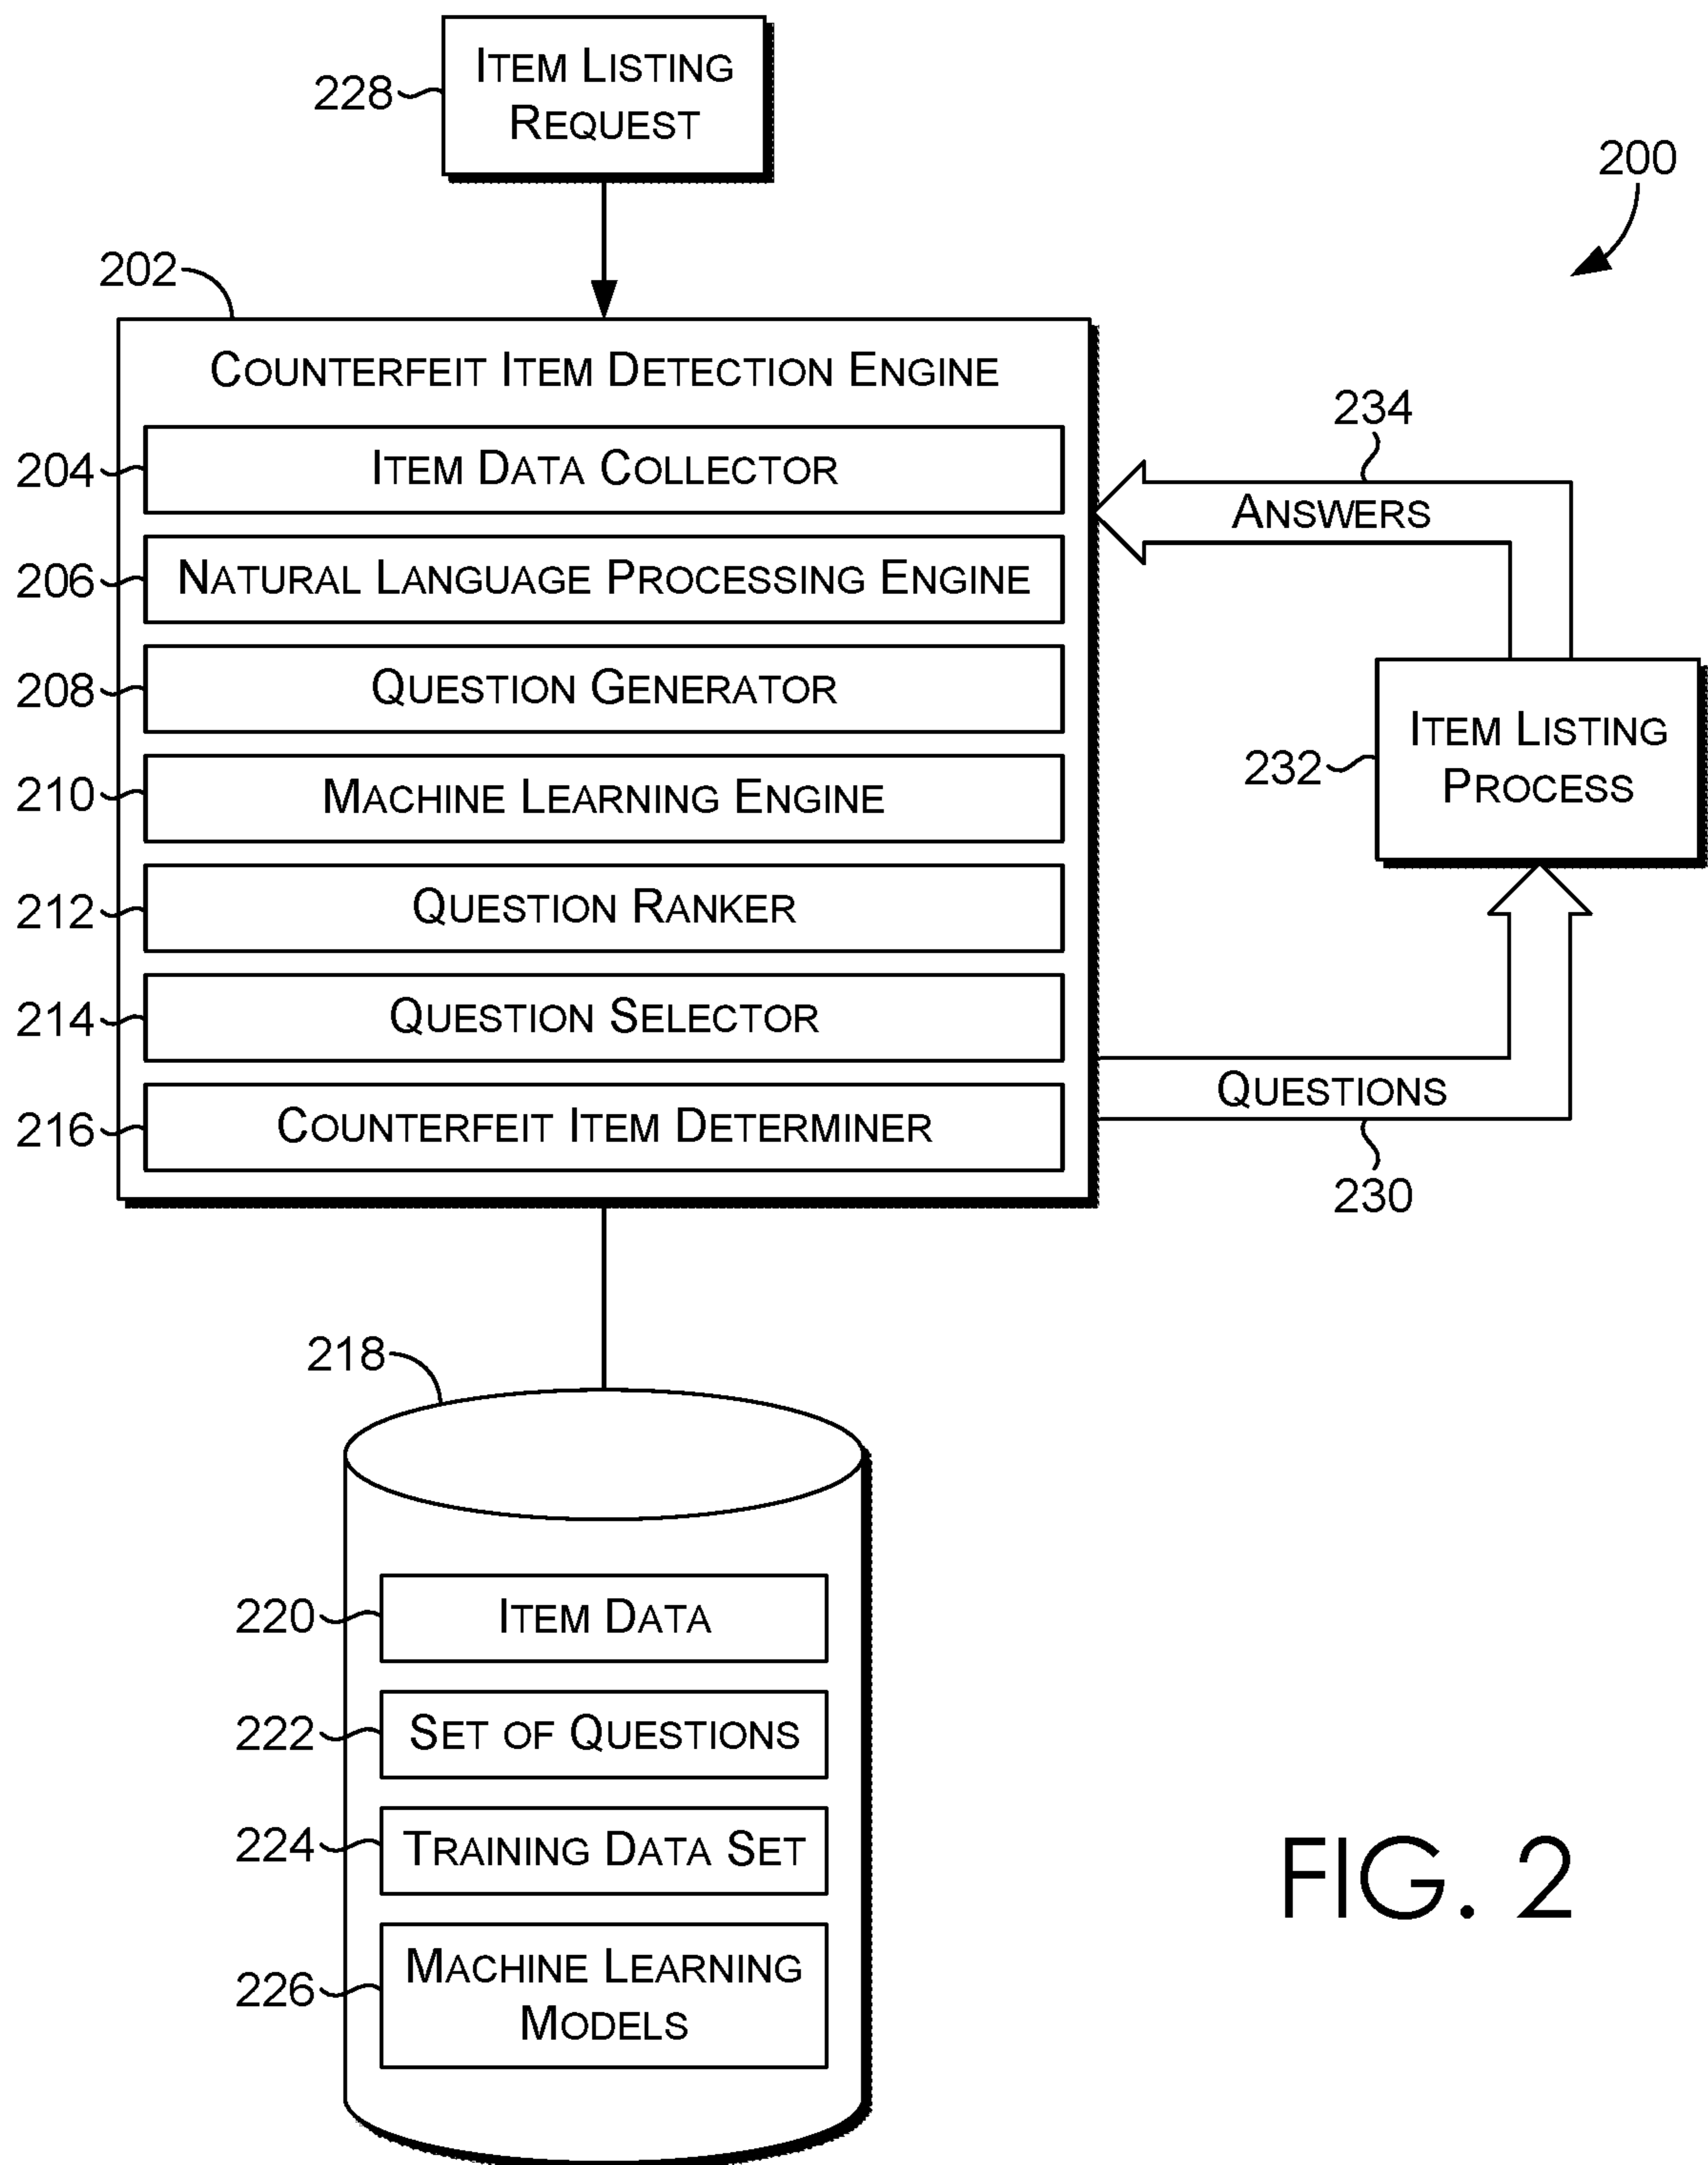 ITEM LISTING
REQUEST
228
200
202
COUNTERFEIT ITEM DETECTION ENGINE
204
ITEM DATA COLLECTOR
206
NATURAL LANGUAGE PROCESSING ENGINE
208
QUESTION GENERATOR
210
MACHINE LEARNING ENGINE
212
QUESTION RANKER
214
QUESTION SELECTOR
216
COUNTERFEIT ITEM DETERMINER
234
ANSWERS
232
ITEM LISTING
PROCESS
QUESTIONS
230
218
220
ITEM DATA
222
SET OF QUESTIONS
224
TRAINING DATA SET
226
MACHINE LEARNING
MODELS
FIG. 2